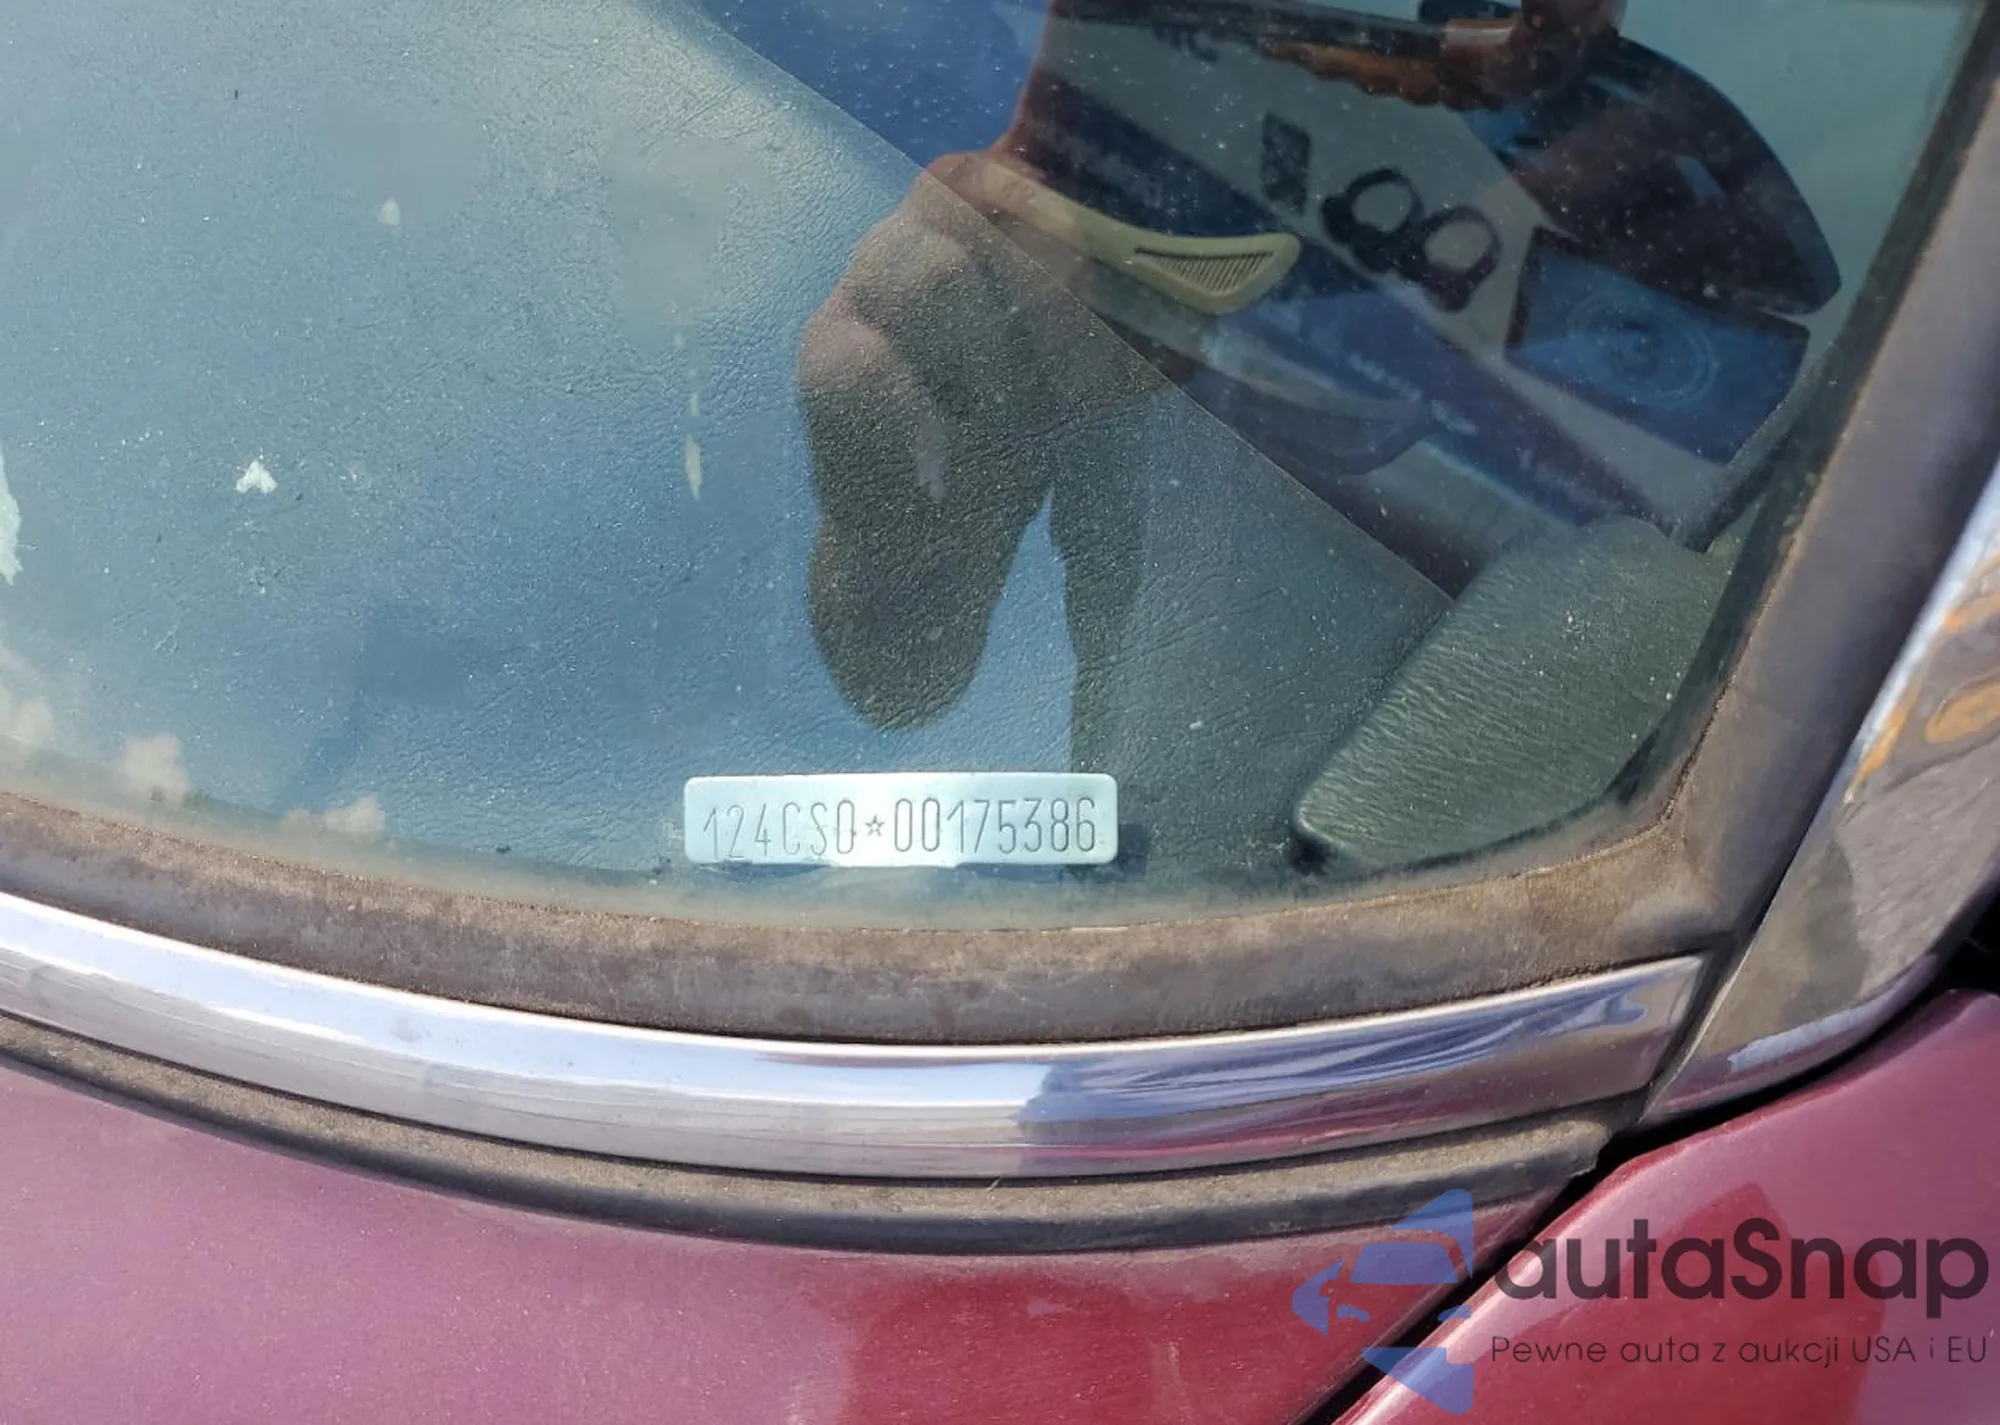 124CS0*00175386
autaSnap
Pewne auta z aukcji USA i EU